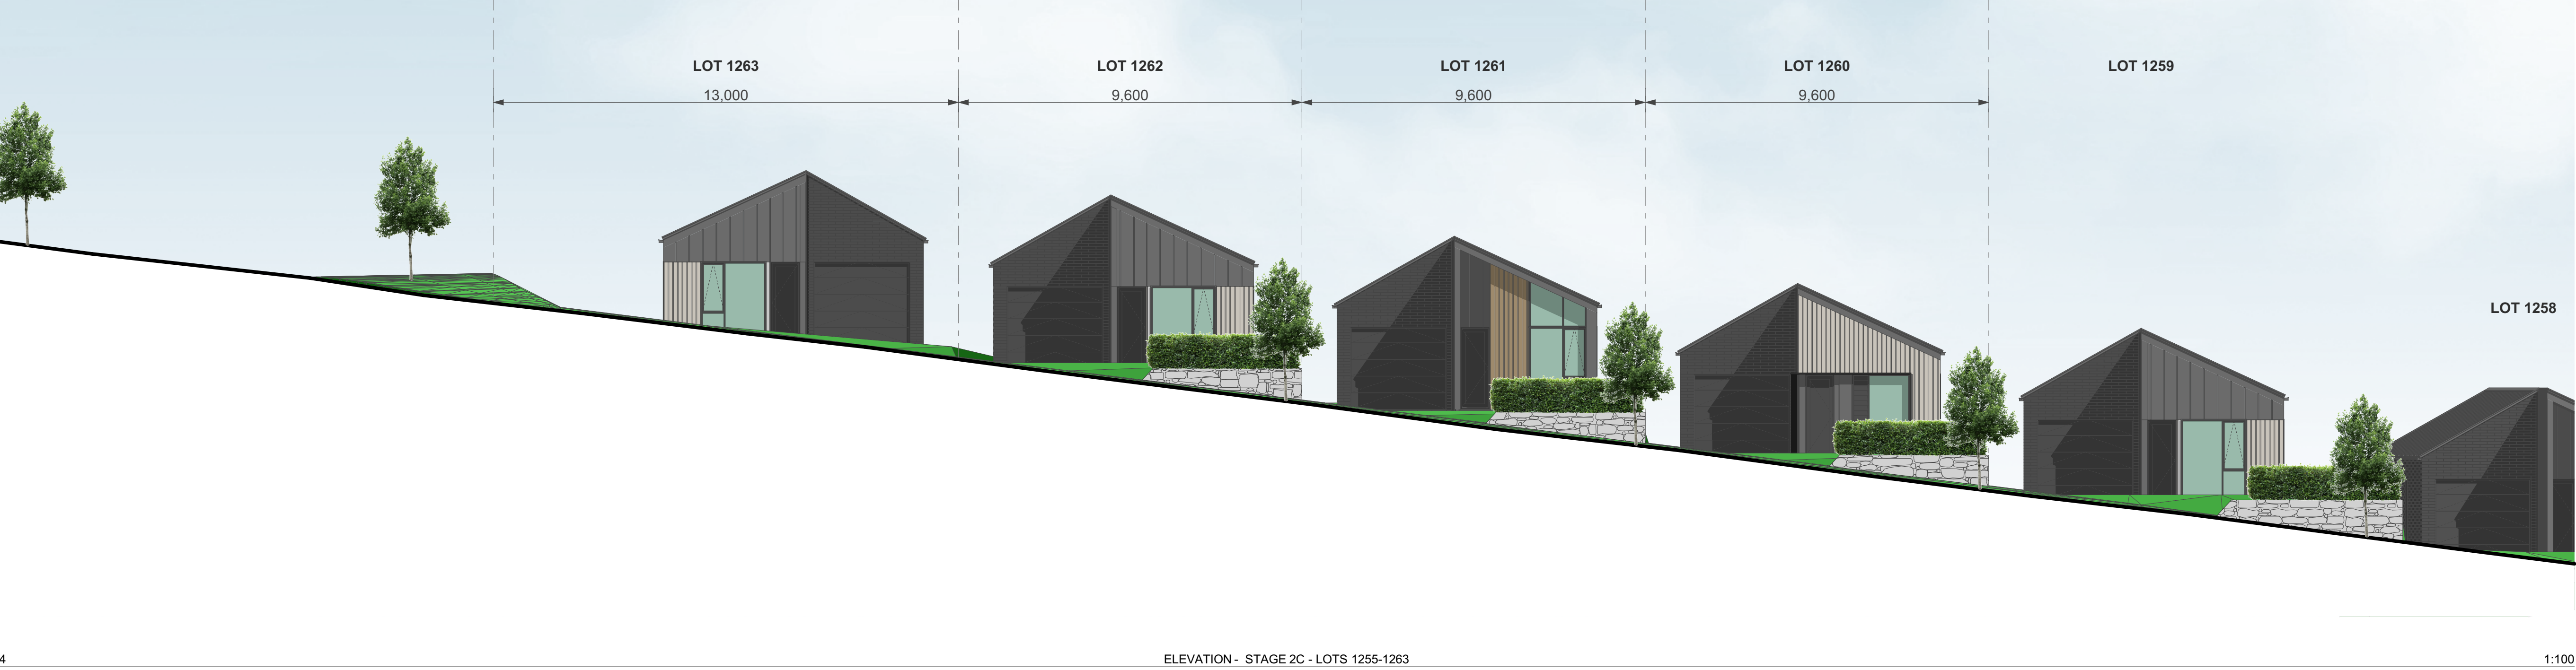 LOT 1263
LOT 1262
LOT 1261
LOT 1260
LOT 1259
13,000
9,600
9,600
9,600
LOT 1258
4
ELEVATION - STAGE 2C - LOTS 1255-1263
1:100